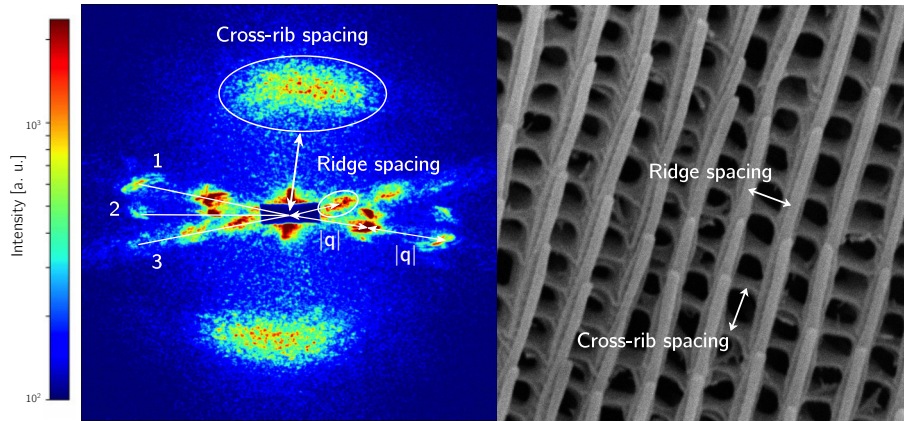 Intensity [a. u.]
10³
10²
Cross-rib spacing
Ridge spacing
1
2
3
|q|
|q|
Ridge spacing
Cross-rib spacing